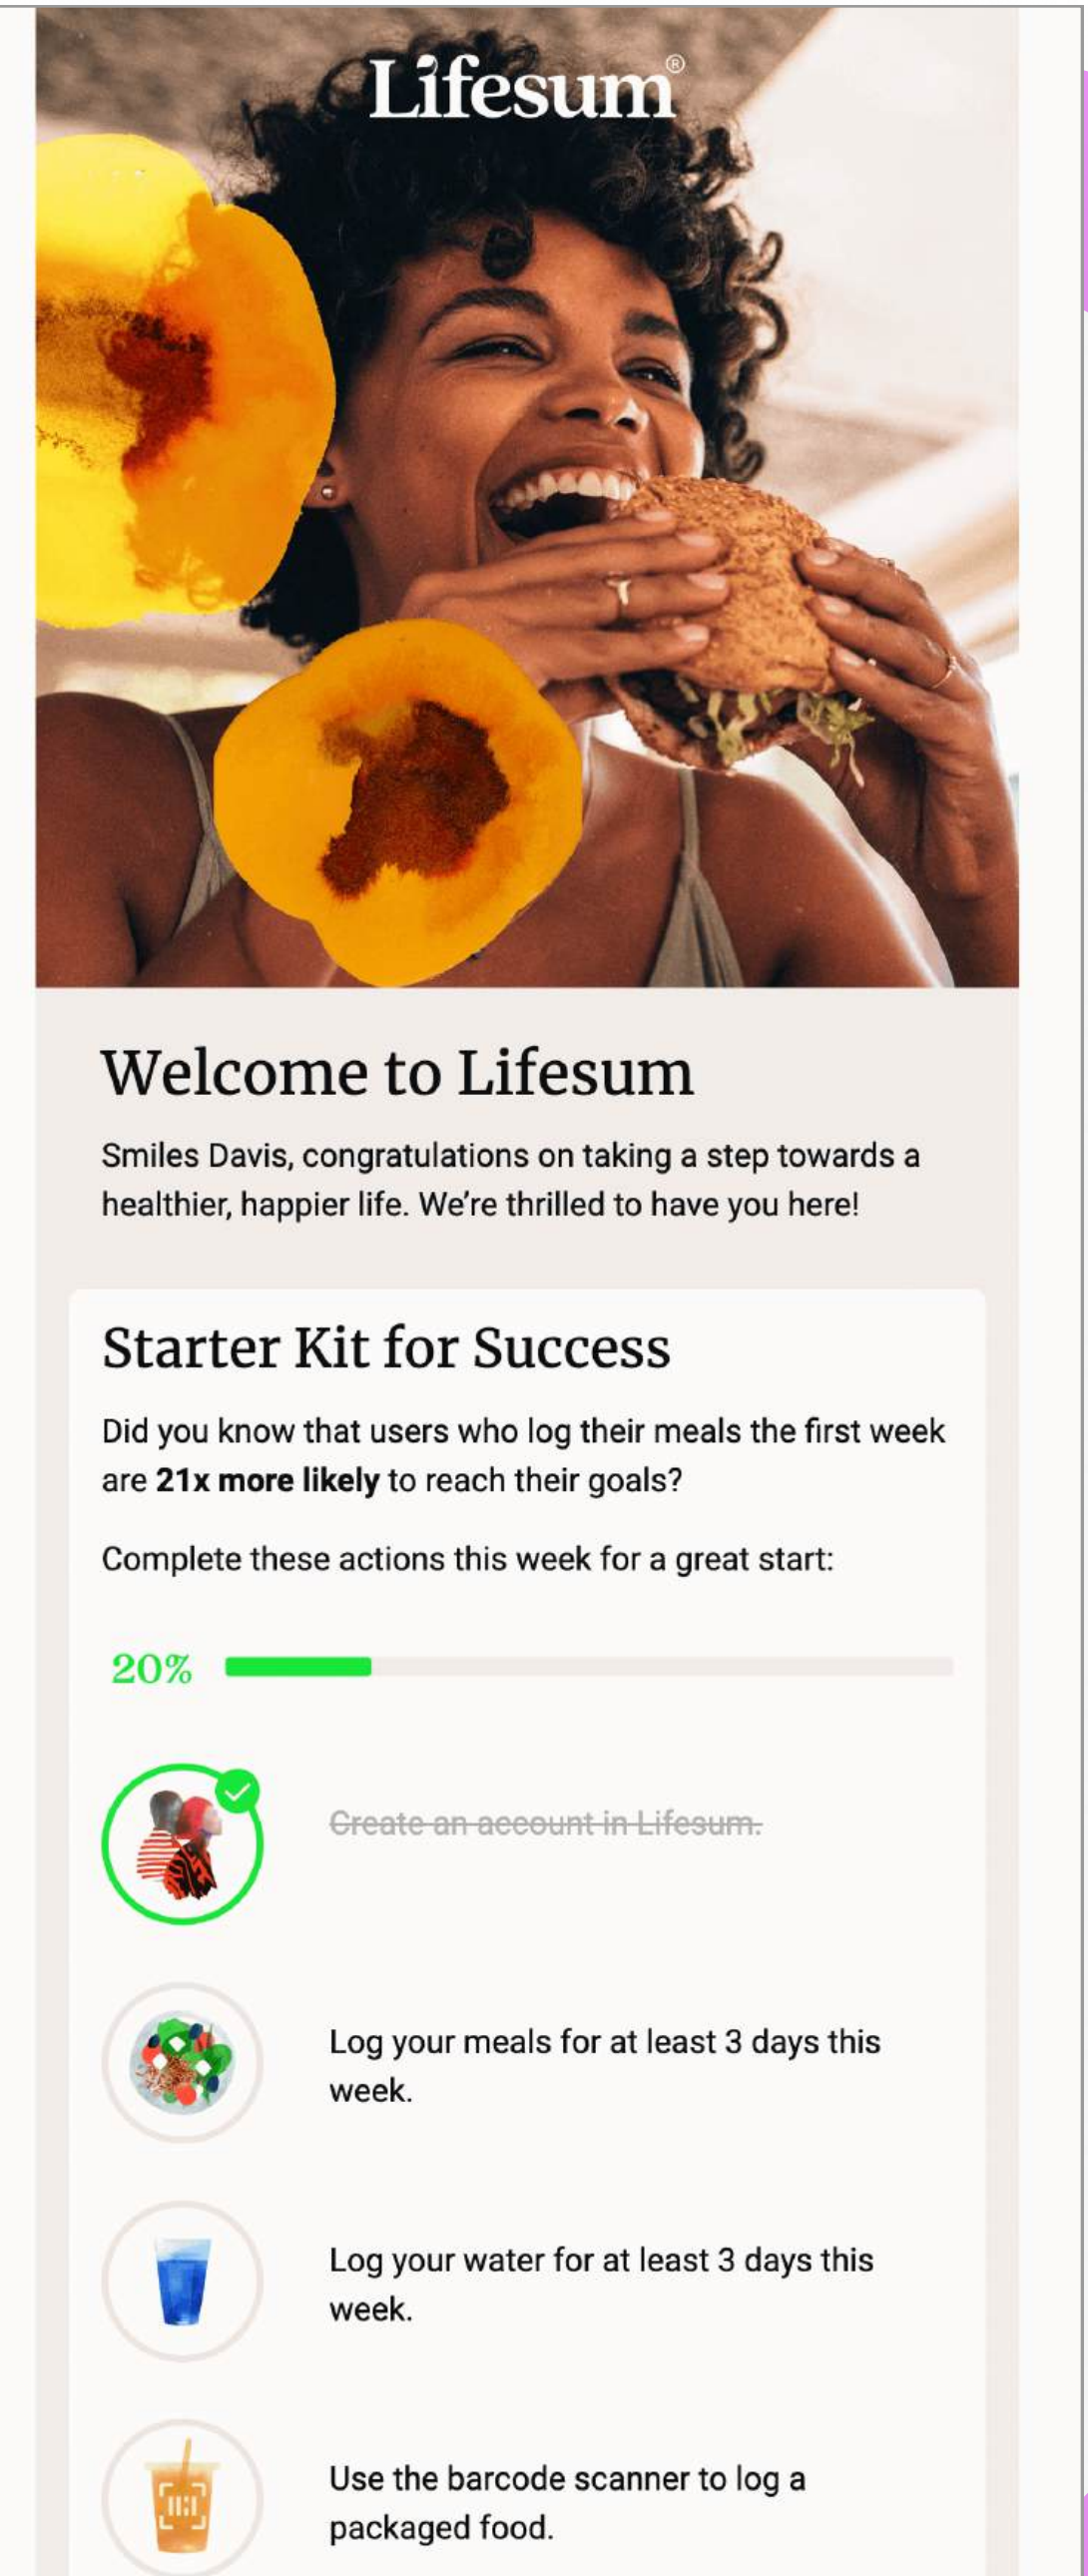 Lifesum®
Welcome to Lifesum
Smiles Davis, congratulations on taking a step towards a
healthier, happier life. We’re thrilled to have you here!
Starter Kit for Success
Did you know that users who log their meals the first week
are 21x more likely to reach their goals?
Complete these actions this week for a great start:
20%
Create an account in Lifesum.
Log your meals for at least 3 days this
week.
Log your water for at least 3 days this
week.
Use the barcode scanner to log a
packaged food.